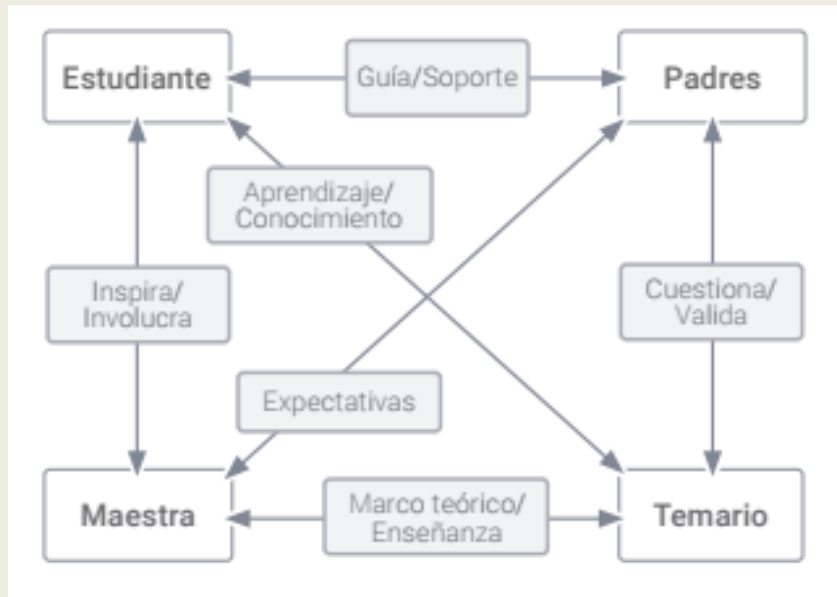 Estudiante
Guía/Soporte
Padres
Aprendizaje/
Conocimiento
Inspira/
Involucra
Cuestiona/
Valida
Expectativas
Maestra
Marco teórico/
Enseñanza
Temario